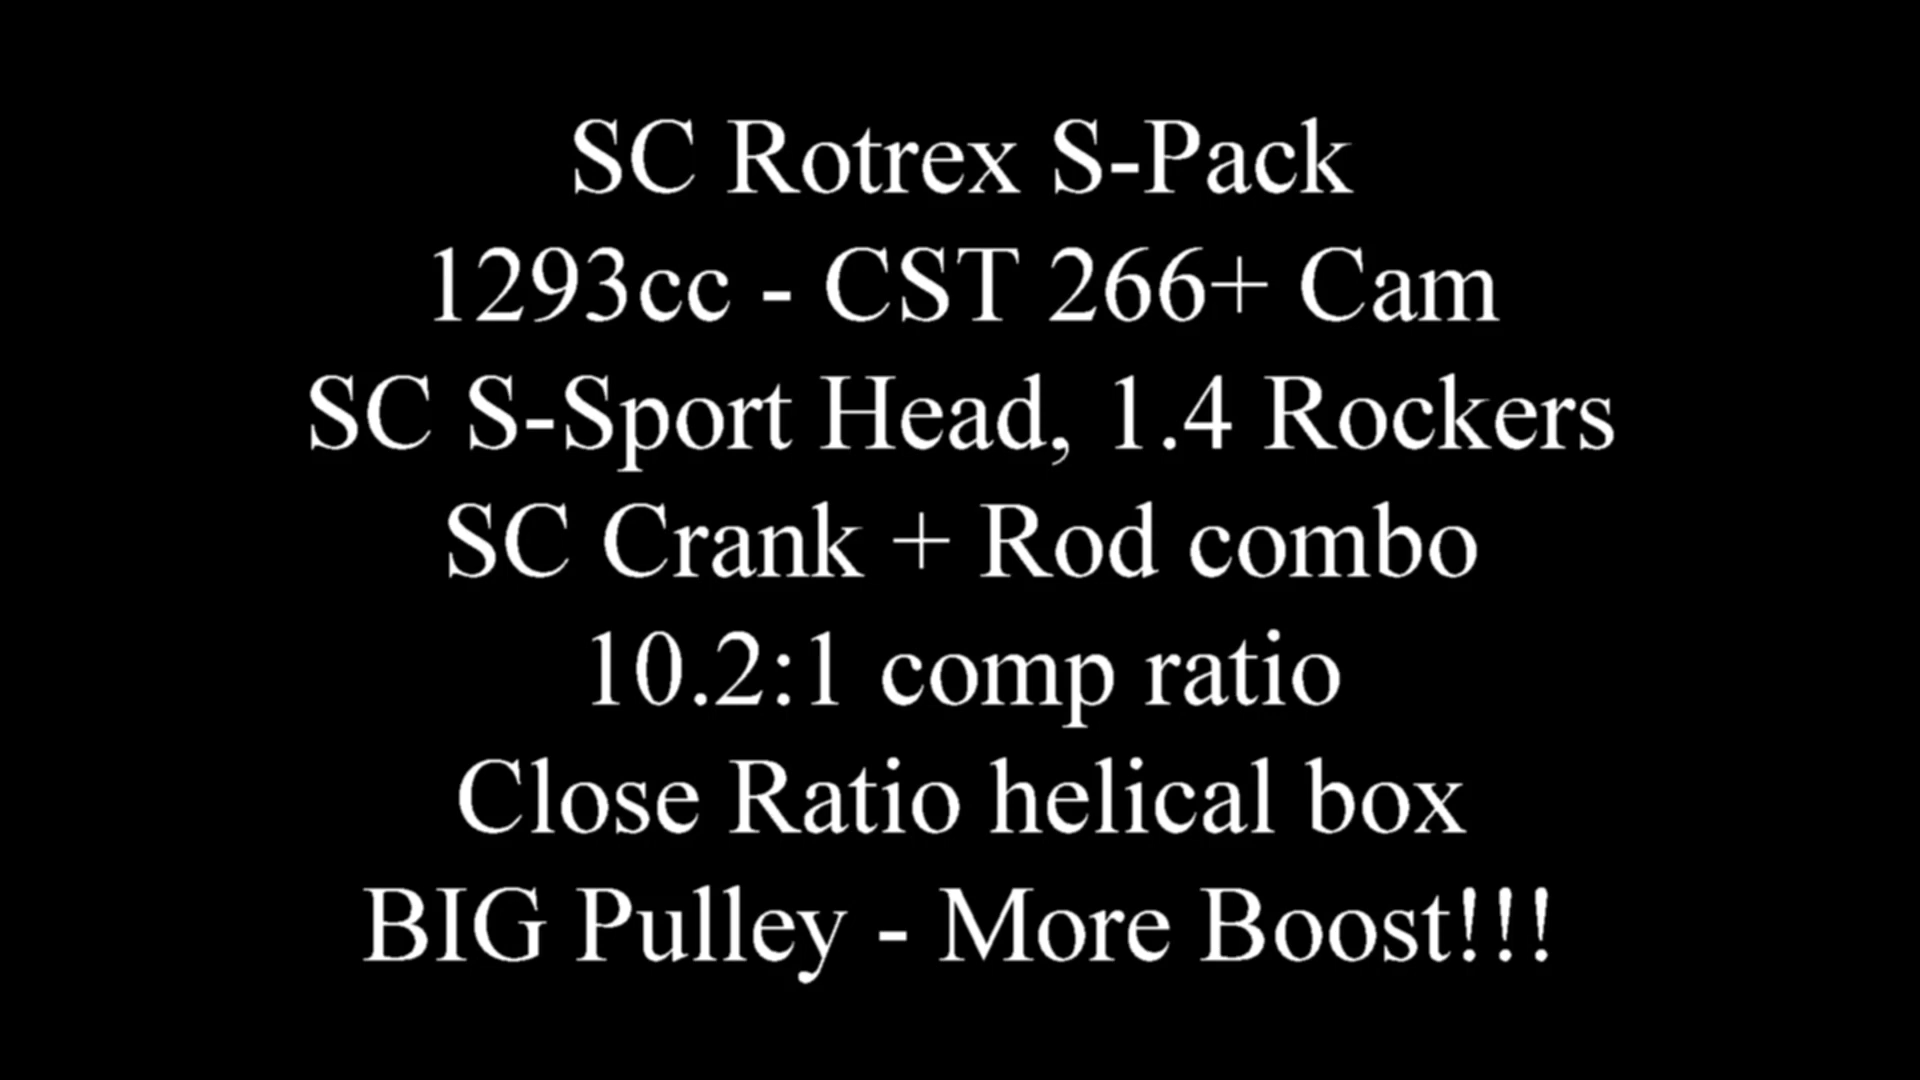 SC Rotrex S-Pack
1293cc - CST 266+ Cam
SC S-Sport Head, 1.4 Rockers
SC Crank + Rod combo
10.2:1 comp ratio
Close Ratio helical box
BIG Pulley - More Boost!!!